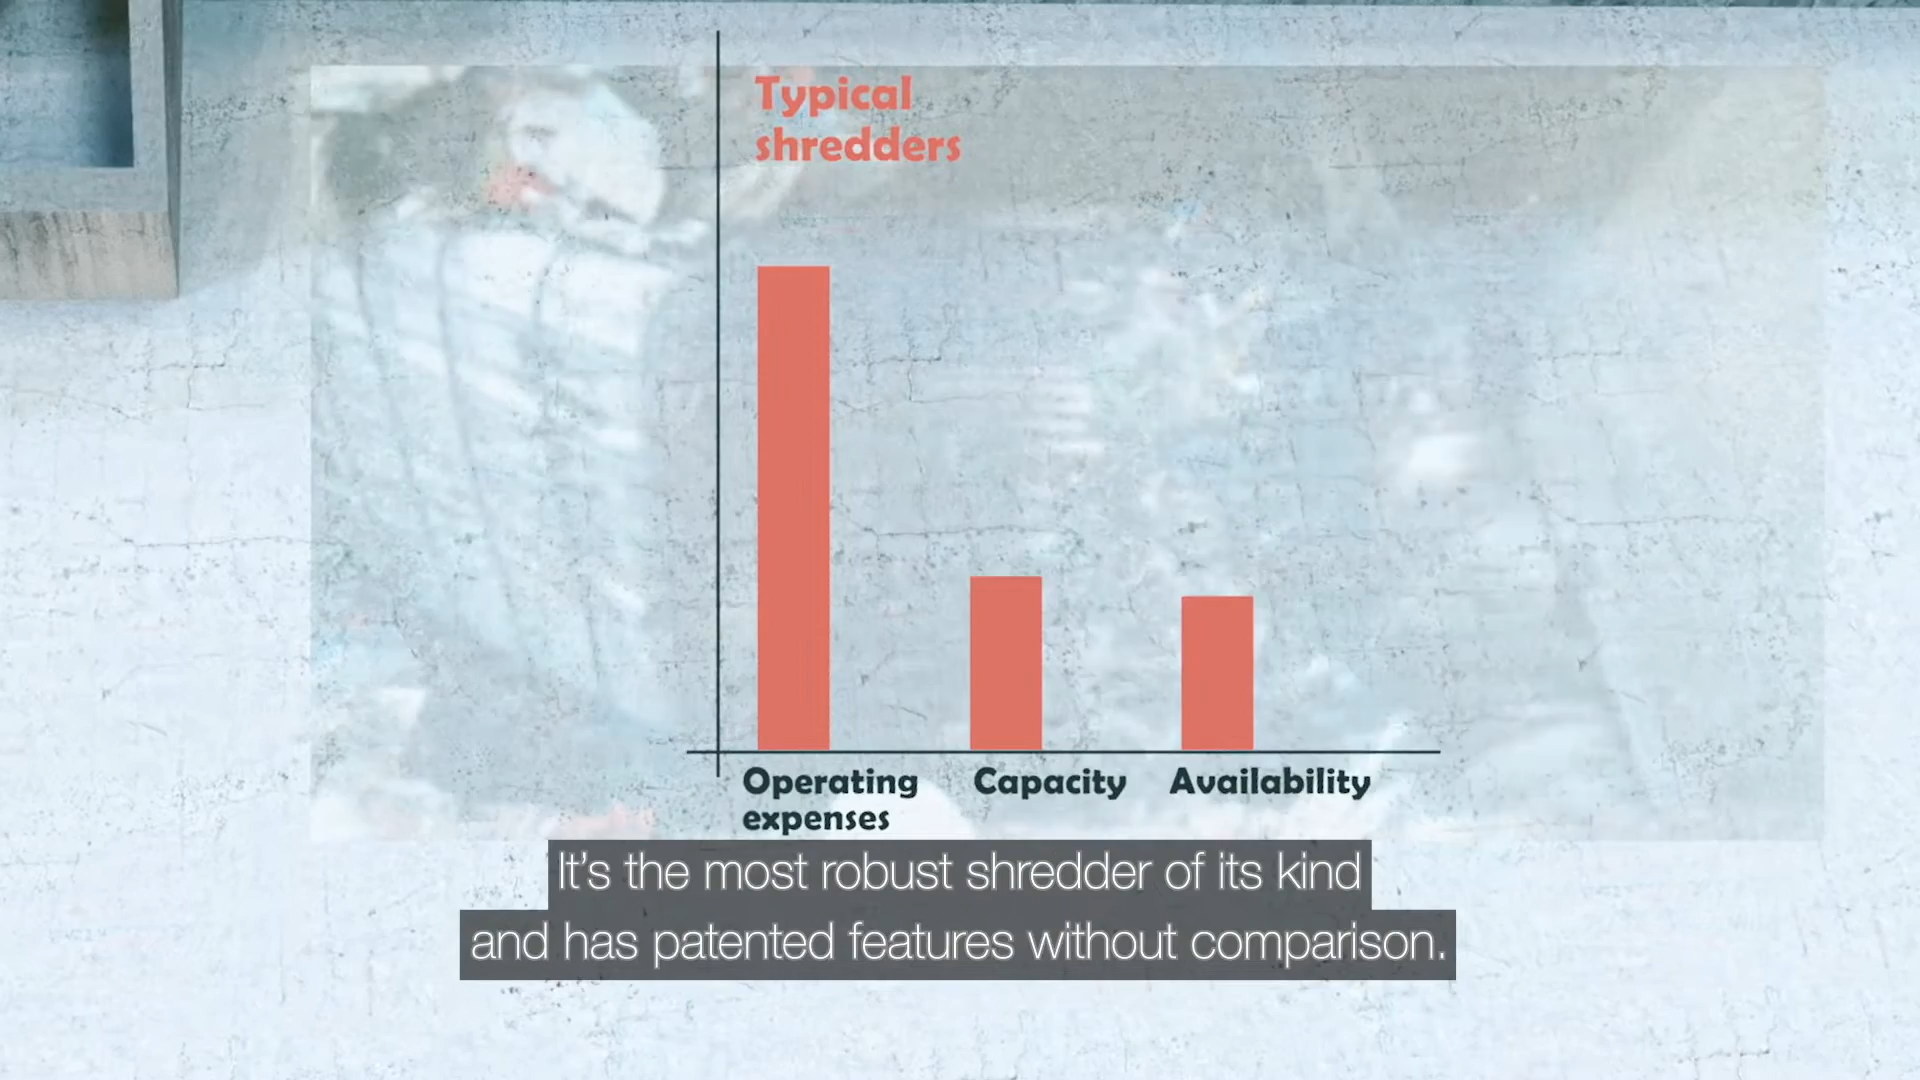 Typical
shredders
Operating
expenses
Capacity
Availability
It's the most robust shredder of its kind
and has patented features without comparison.